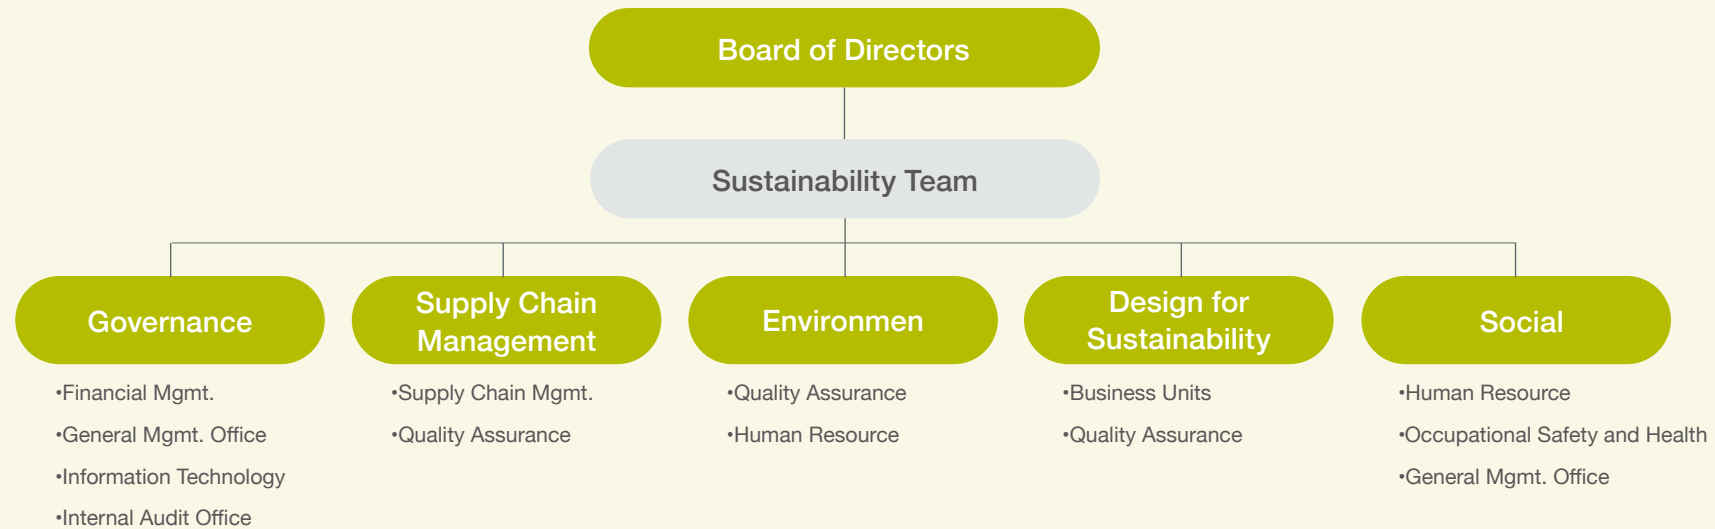 Board of Directors
Sustainability Team
Governance
•Financial Mgmt.
•General Mgmt. Office
•Information Technology
•Internal Audit Office
Supply Chain
Management
•Supply Chain Mgmt.
•Quality Assurance
Environmen
•Quality Assurance
•Human Resource
Design for
Sustainability
•Business Units
•Quality Assurance
Social
•Human Resource
•Occupational Safety and Health
•General Mgmt. Office